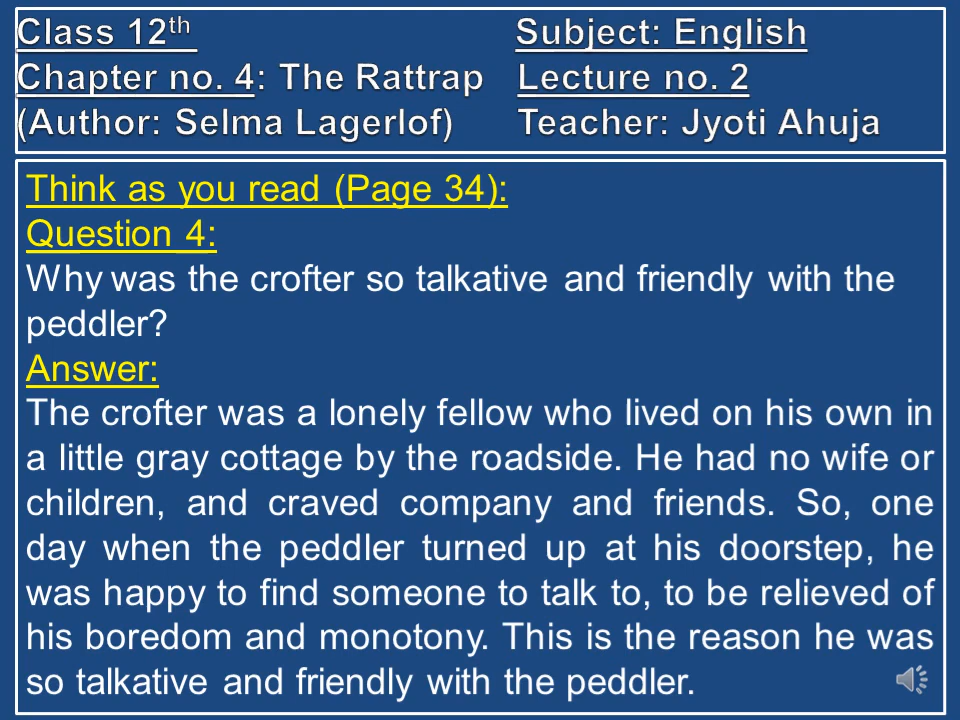 Class 12th Subject: English
Chapter no. 4: The Rattrap Lecture no. 2
(Author: Selma Lagerlof) Teacher: Jyoti Ahuja
Think as you read (Page 34):
Question 4:
Why was the crofter so talkative and friendly with the
peddler?
Answer:
The crofter was a lonely fellow who lived on his own in
a little gray cottage by the roadside. He had no wife or
children, and craved company and friends. So, one
day when the peddler turned up at his doorstep, he
was happy to find someone to talk to, to be relieved of
his boredom and monotony. This is the reason he was
so talkative and friendly with the peddler.